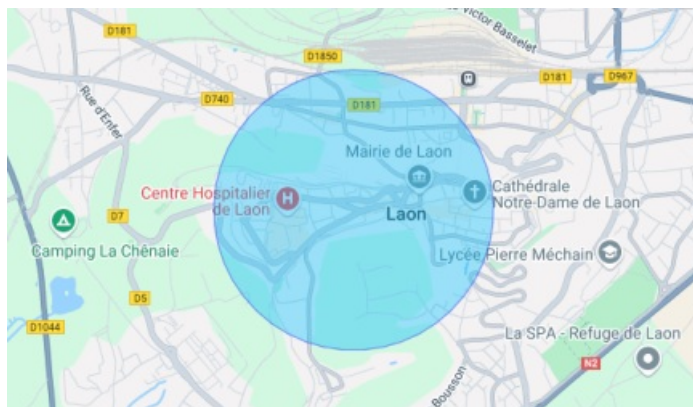 Victor Basselet
D181
D1850
D181
D967
Rue d'Enfer
D740
D181
Mairie de Laon
Centre Hospitalier
de Laon
Cathédrale
Notre-Dame de Laon
Laon
D7
Camping La Chênaie
Lycée Pierre Méchain
D5
D1044
La SPA - Refuge de Laon
N2
Bousson